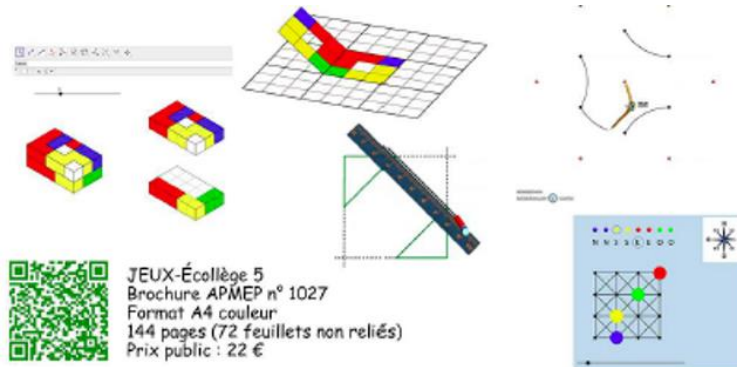 JEUX-Écollège 5
Brochure APMEP n° 1027
Format A4 couleur
144 pages (72 feuillets non reliés)
Prix public : 22 €
N N S S E E O O